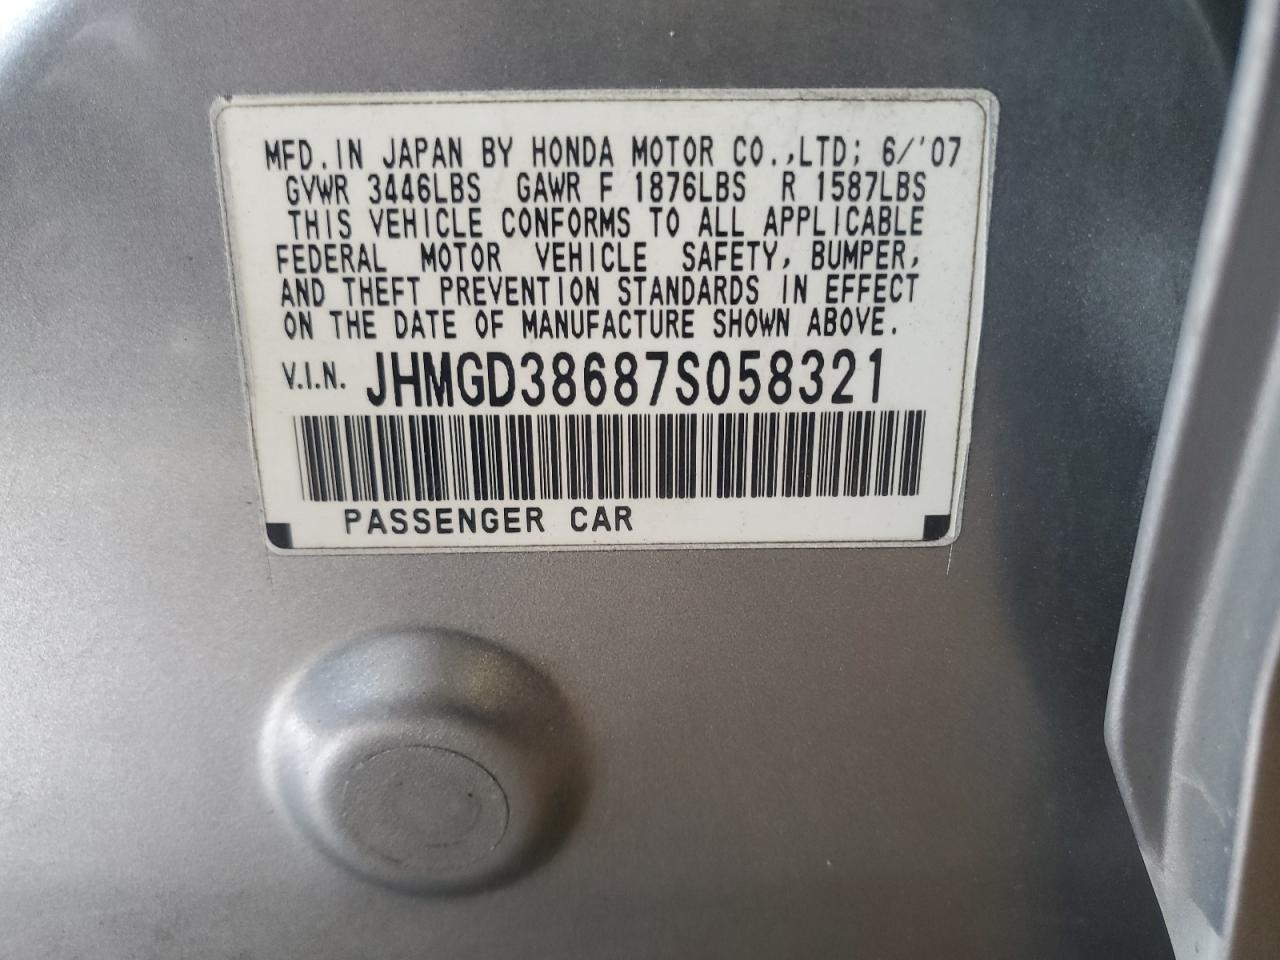 MFD. IN JAPAN BY HONDA MOTOR CO.,LTD; 6/'07
GVWR 3446LBS GAWR F 1876LBS R 1587LBS
THIS VEHICLE CONFORMS TO ALL APPLICABLE
FEDERAL MOTOR VEHICLE SAFETY, BUMPER,
AND THEFT PREVENTION STANDARDS IN EFFECT
ON THE DATE OF MANUFACTURE SHOWN ABOVE.
V.I.N. JHMGD38687S058321
PASSENGER CAR